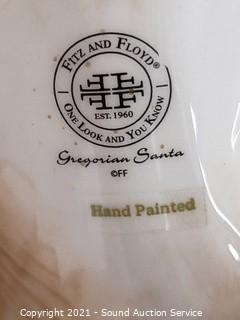 FITZ AND FLOYD®
EST. 1960
ONE LOOK AND YOU KNOW
Gregorian Santa
©FF
Hand Painted
Copyright 2021 - Sound Auction Service